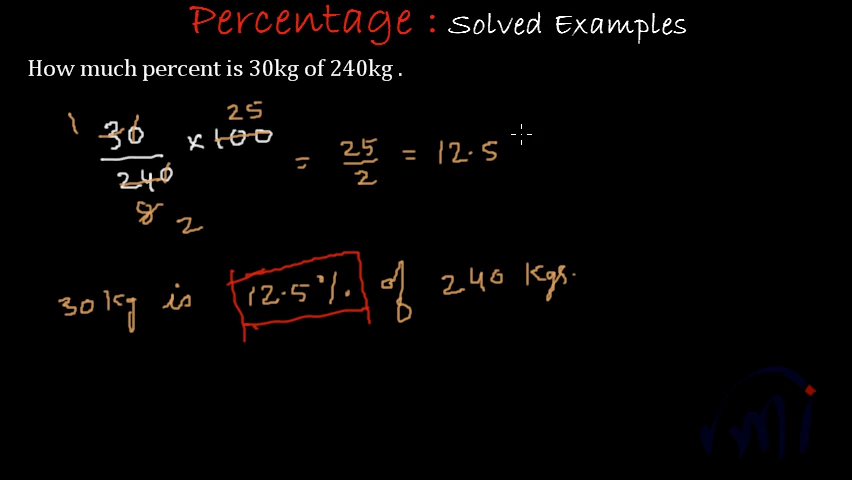 Percentage : Solved Examples
How much percent is 30kg of 240kg .
1 30 × 100 25
240 = 25/2 = 12.5
8 2
30 kg is 12.5 % of 240 kgs.
rmi